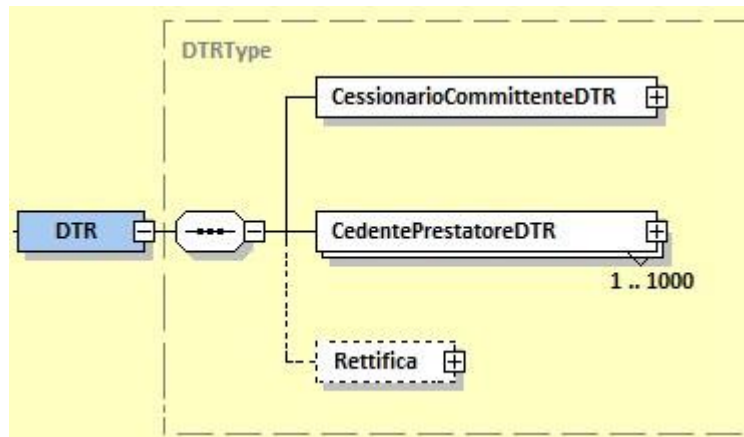 DTRType
CessionarioCommittenteDTR
DTR
CedentePrestatoreDTR
1 .. 1000
Rettifica